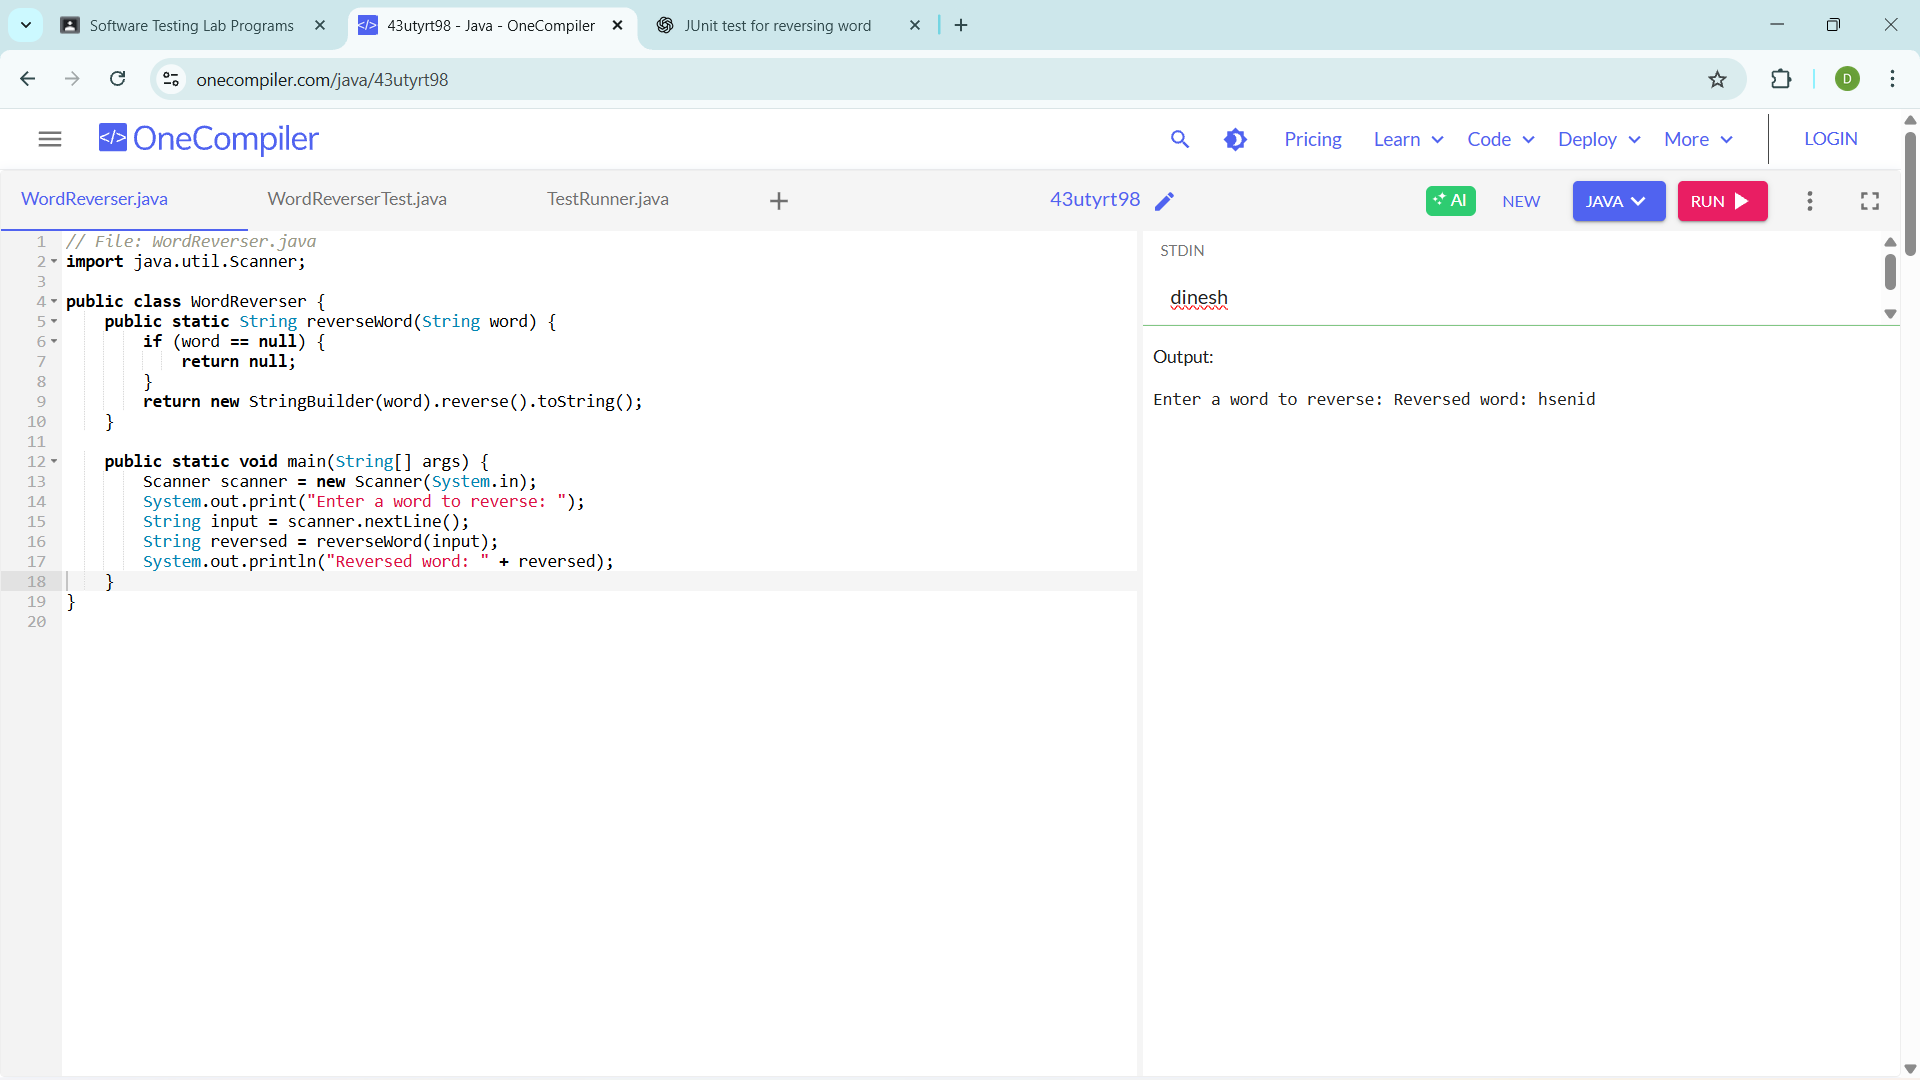 Software Testing Lab Programs
43utyrt98 - Java - OneCompiler
JUnit test for reversing word
onecompiler.com/java/43utyrt98
D
</> OneCompiler
Pricing
Learn
Code
Deploy
More
LOGIN
WordReverser.java
WordReverserTest.java
TestRunner.java
43utyrt98
AI
NEW
JAVA
RUN
1 // File: WordReverser.java
2 import java.util.Scanner;
3
4 public class WordReverser {
5     public static String reverseWord(String word) {
6         if (word == null) {
7             return null;
8         }
9         return new StringBuilder(word).reverse().toString();
10     }
11
12     public static void main(String[] args) {
13         Scanner scanner = new Scanner(System.in);
14         System.out.print("Enter a word to reverse: ");
15         String input = scanner.nextLine();
16         String reversed = reverseWord(input);
17         System.out.println("Reversed word: " + reversed);
18     }
19 }
20
STDIN
dinesh
Output:
Enter a word to reverse: Reversed word: hsenid